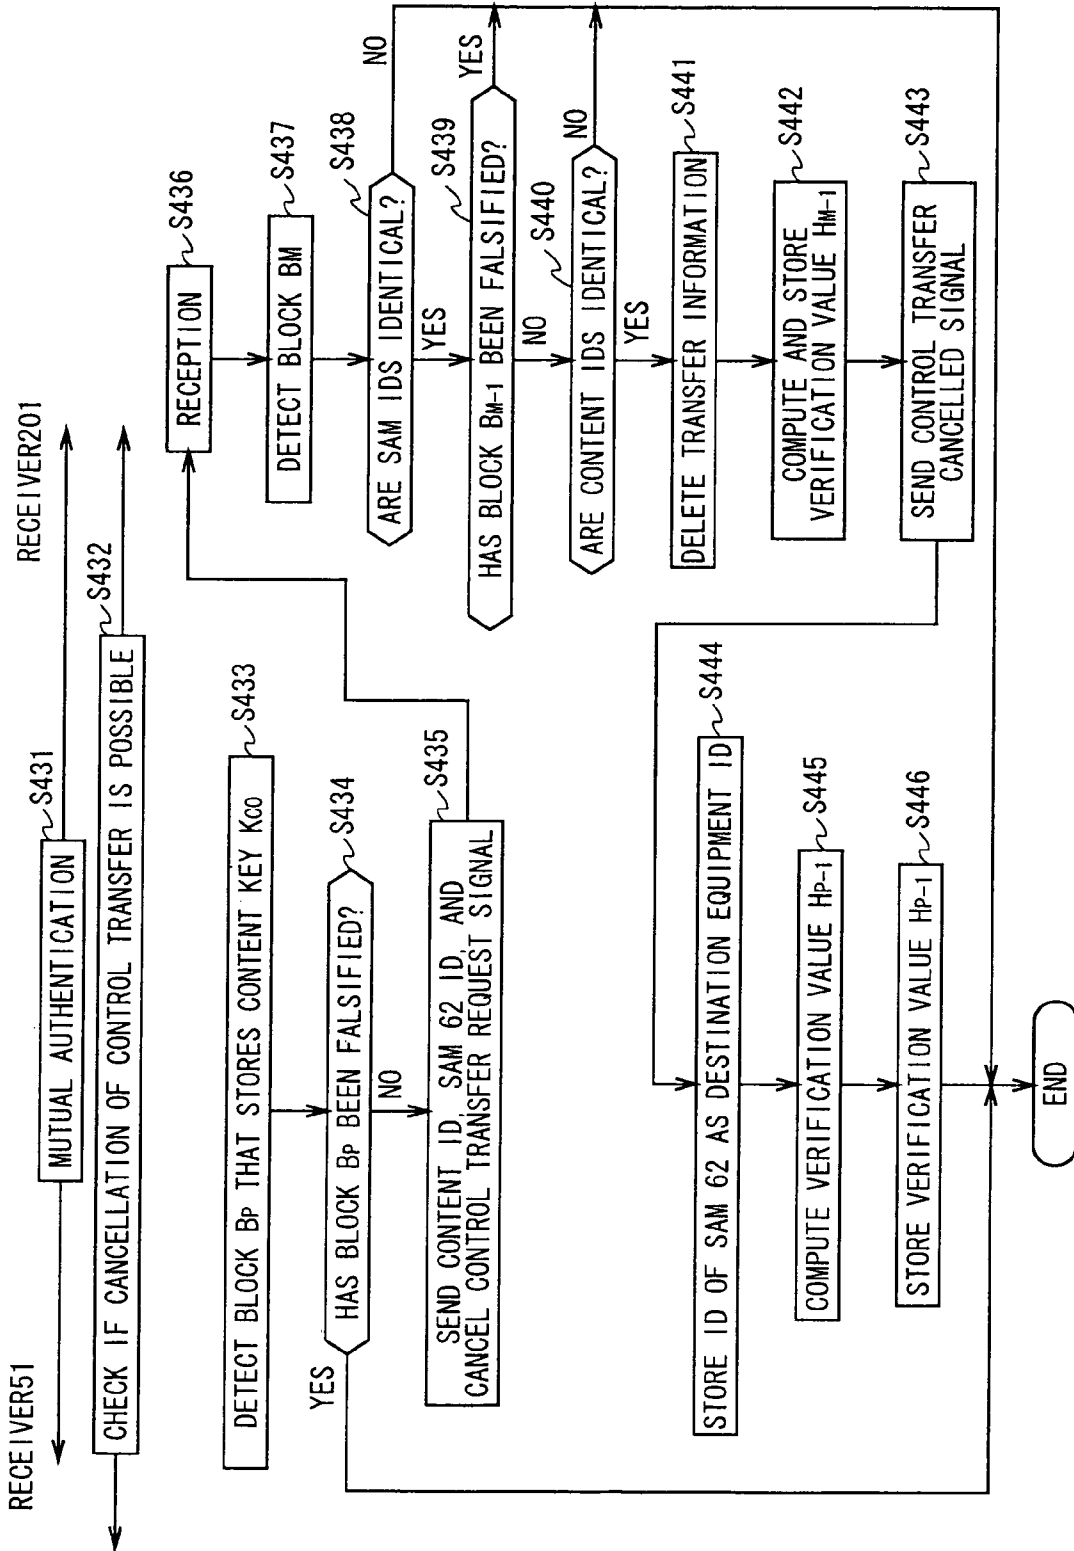 RECEIVER51
RECEIVER201
MUTUAL AUTHENTICATION
S431
CHECK IF CANCELLATION OF CONTROL TRANSFER IS POSSIBLE
S432
DETECT BLOCK BP THAT STORES CONTENT KEY KCO
S433
HAS BLOCK BP BEEN FALSIFIED?
S434
YES
NO
SEND CONTENT ID, SAM 62 ID, AND
CANCEL CONTROL TRANSFER REQUEST SIGNAL
S435
RECEPTION
S436
DETECT BLOCK BM
S437
ARE SAM IDS IDENTICAL?
S438
NO
YES
HAS BLOCK BM-1 BEEN FALSIFIED?
S439
YES
NO
ARE CONTENT IDS IDENTICAL?
S440
NO
YES
DELETE TRANSFER INFORMATION
S441
COMPUTE AND STORE
VERIFICATION VALUE HM-1
S442
SEND CONTROL TRANSFER
CANCELLED SIGNAL
S443
STORE ID OF SAM 62 AS DESTINATION EQUIPMENT ID
S444
COMPUTE VERIFICATION VALUE HP-1
S445
STORE VERIFICATION VALUE HP-1
S446
END